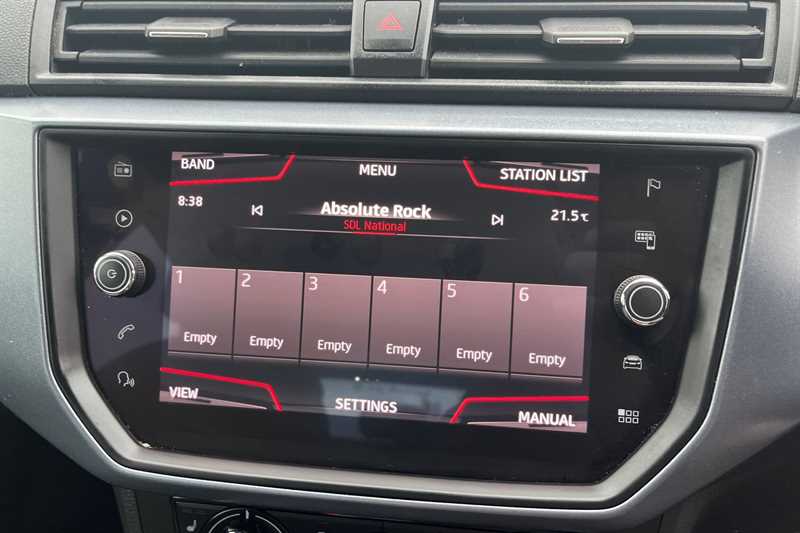 BAND
MENU
STATION LIST
8:38
Absolute Rock
21.5°C
SDL National
1 2 3 4 5 6
Empty Empty Empty Empty Empty Empty
VIEW
SETTINGS
MANUAL